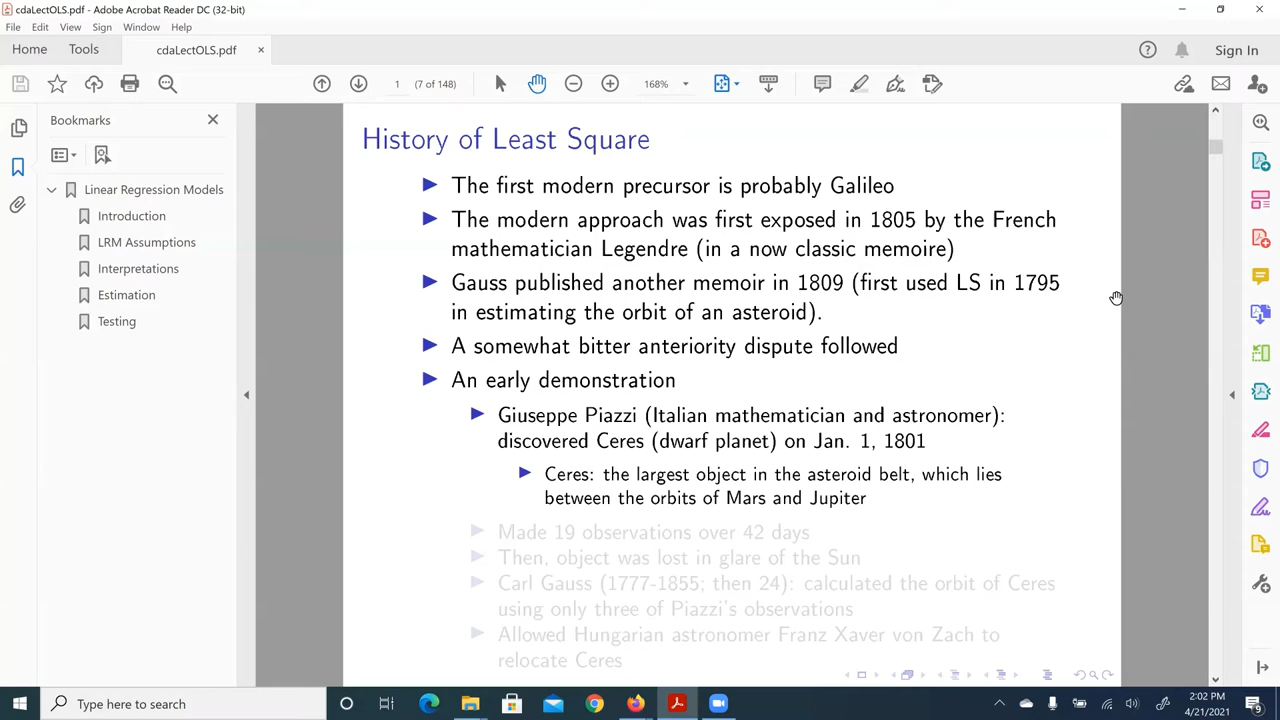 cdaLectOLS.pdf - Adobe Acrobat Reader DC (32-bit)
File Edit View Sign Window Help
Home Tools cdaLectOLS.pdf × Sign In
1 (7 of 148) 168%
Bookmarks
Linear Regression Models
Introduction
LRM Assumptions
Interpretations
Estimation
Testing
History of Least Square
The first modern precursor is probably Galileo
The modern approach was first exposed in 1805 by the French
mathematician Legendre (in a now classic memoire)
Gauss published another memoir in 1809 (first used LS in 1795
in estimating the orbit of an asteroid).
A somewhat bitter anteriority dispute followed
An early demonstration
Giuseppe Piazzi (Italian mathematician and astronomer):
discovered Ceres (dwarf planet) on Jan. 1, 1801
Ceres: the largest object in the asteroid belt, which lies
between the orbits of Mars and Jupiter
Made 19 observations over 42 days
Then, object was lost in glare of the Sun
Carl Gauss (1777-1855; then 24): calculated the orbit of Ceres
using only three of Piazzi's observations
Allowed Hungarian astronomer Franz Xaver von Zach to
relocate Ceres
Type here to search
2:02 PM
4/21/2021